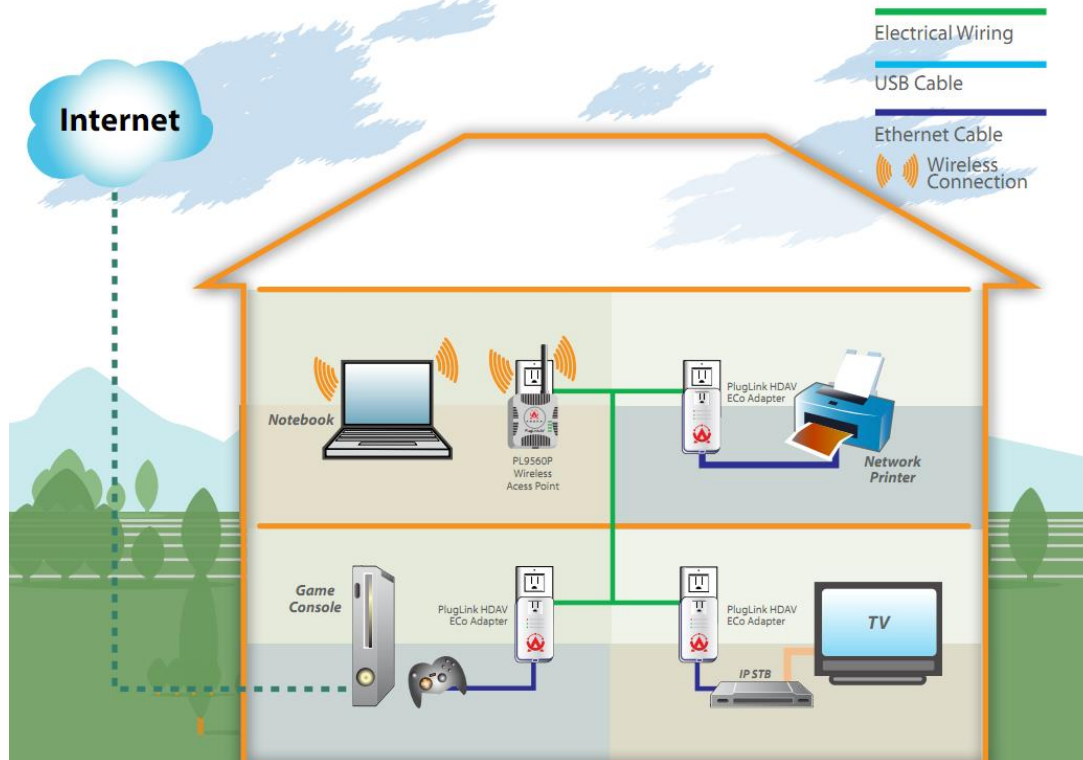 Electrical Wiring
USB Cable
Ethernet Cable
Wireless
Connection
Internet
Notebook
PL9560P
Wireless
Acess Point
PlugLink HDAV
ECo Adapter
Network
Printer
Game
Console
PlugLink HDAV
ECo Adapter
PlugLink HDAV
ECo Adapter
IP STB
TV